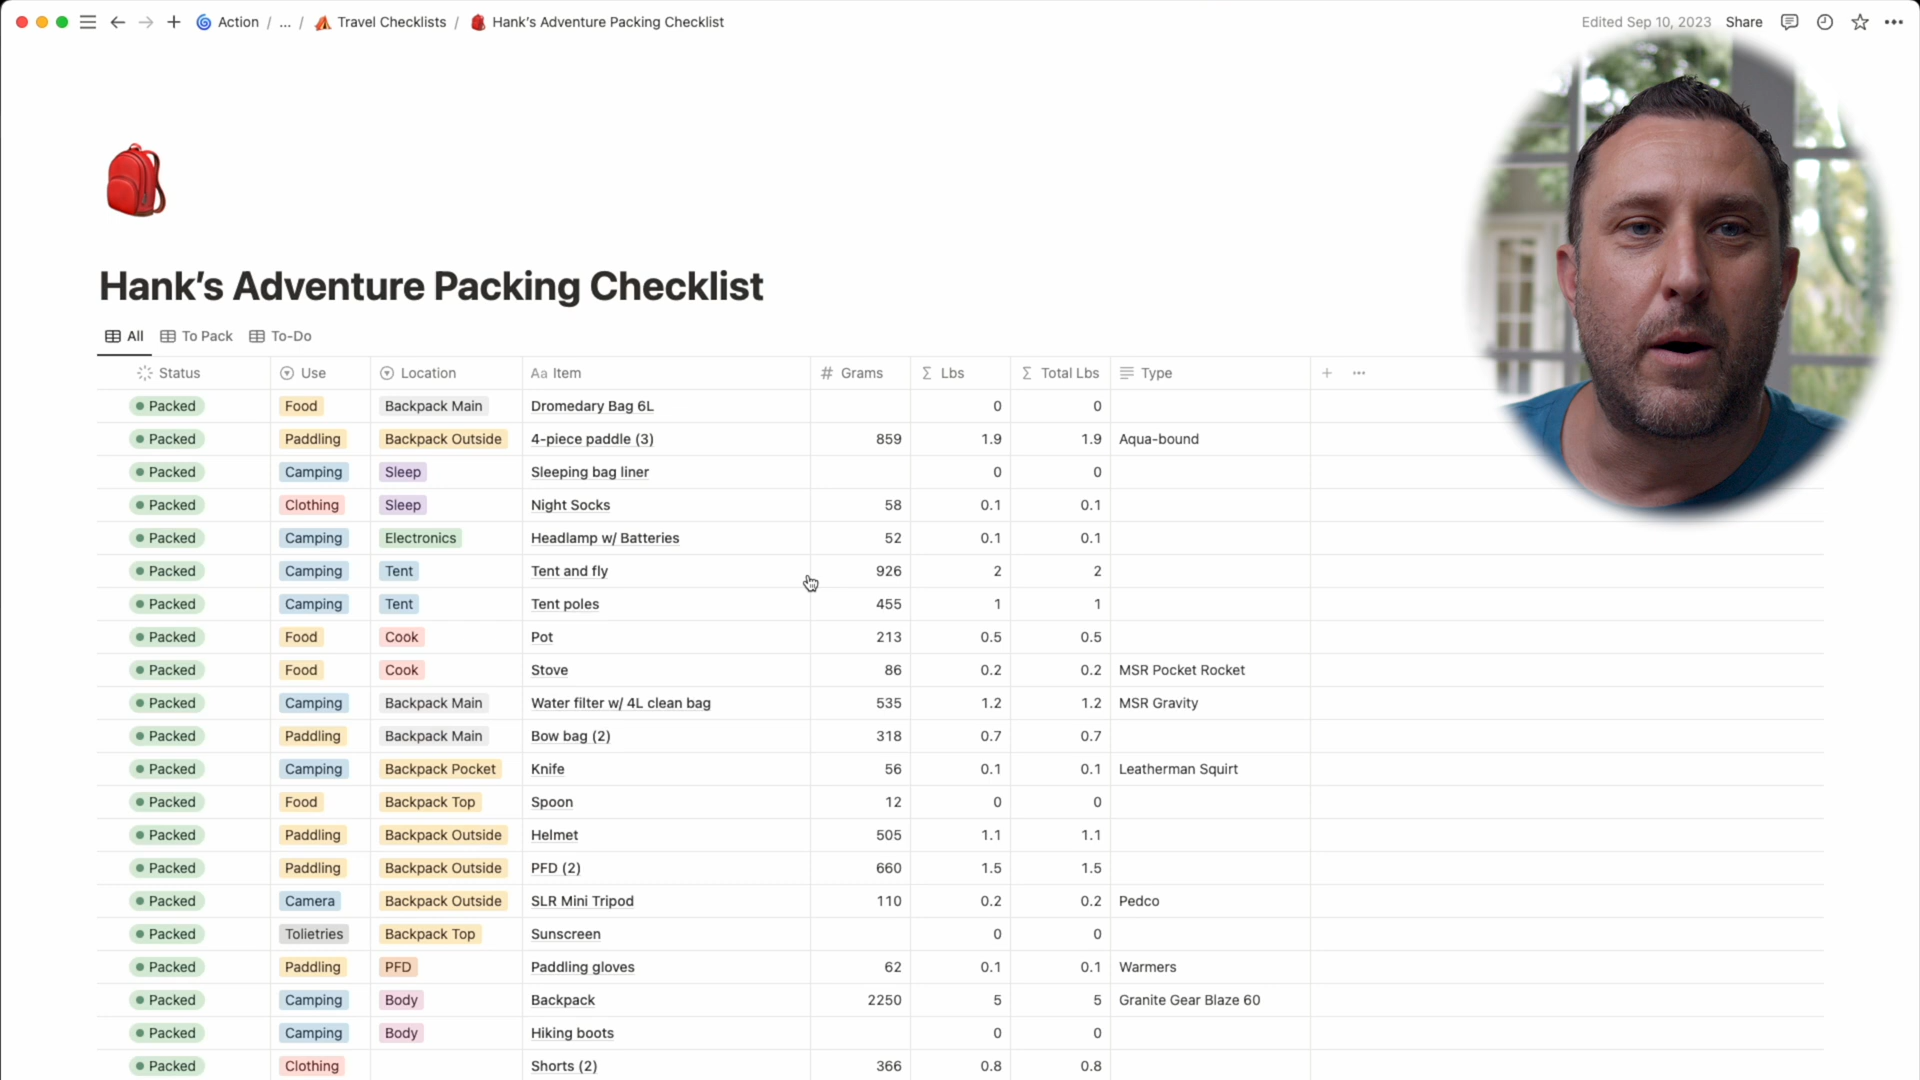 Action / ... / Travel Checklists / Hank's Adventure Packing Checklist Edited Sep 10, 2023 Share
Hank's Adventure Packing Checklist
All To Pack To-Do
Status Use Location Aa Item # Grams Σ Lbs Σ Total Lbs Type
Packed Food Backpack Main Dromedary Bag 6L 0 0
Packed Paddling Backpack Outside 4-piece paddle (3) 859 1.9 1.9 Aqua-bound
Packed Camping Sleep Sleeping bag liner 0 0
Packed Clothing Sleep Night Socks 58 0.1 0.1
Packed Camping Electronics Headlamp w/ Batteries 52 0.1 0.1
Packed Camping Tent Tent and fly 926 2 2
Packed Camping Tent Tent poles 455 1 1
Packed Food Cook Pot 213 0.5 0.5
Packed Food Cook Stove 86 0.2 0.2 MSR Pocket Rocket
Packed Camping Backpack Main Water filter w/ 4L clean bag 535 1.2 1.2 MSR Gravity
Packed Paddling Backpack Main Bow bag (2) 318 0.7 0.7
Packed Camping Backpack Pocket Knife 56 0.1 0.1 Leatherman Squirt
Packed Food Backpack Top Spoon 12 0 0
Packed Paddling Backpack Outside Helmet 505 1.1 1.1
Packed Paddling Backpack Outside PFD (2) 660 1.5 1.5
Packed Camera Backpack Outside SLR Mini Tripod 110 0.2 0.2 Pedco
Packed Tolietries Backpack Top Sunscreen 0 0
Packed Paddling PFD Paddling gloves 62 0.1 0.1 Warmers
Packed Camping Body Backpack 2250 5 5 Granite Gear Blaze 60
Packed Camping Body Hiking boots 0 0
Packed Clothing Shorts (2) 366 0.8 0.8